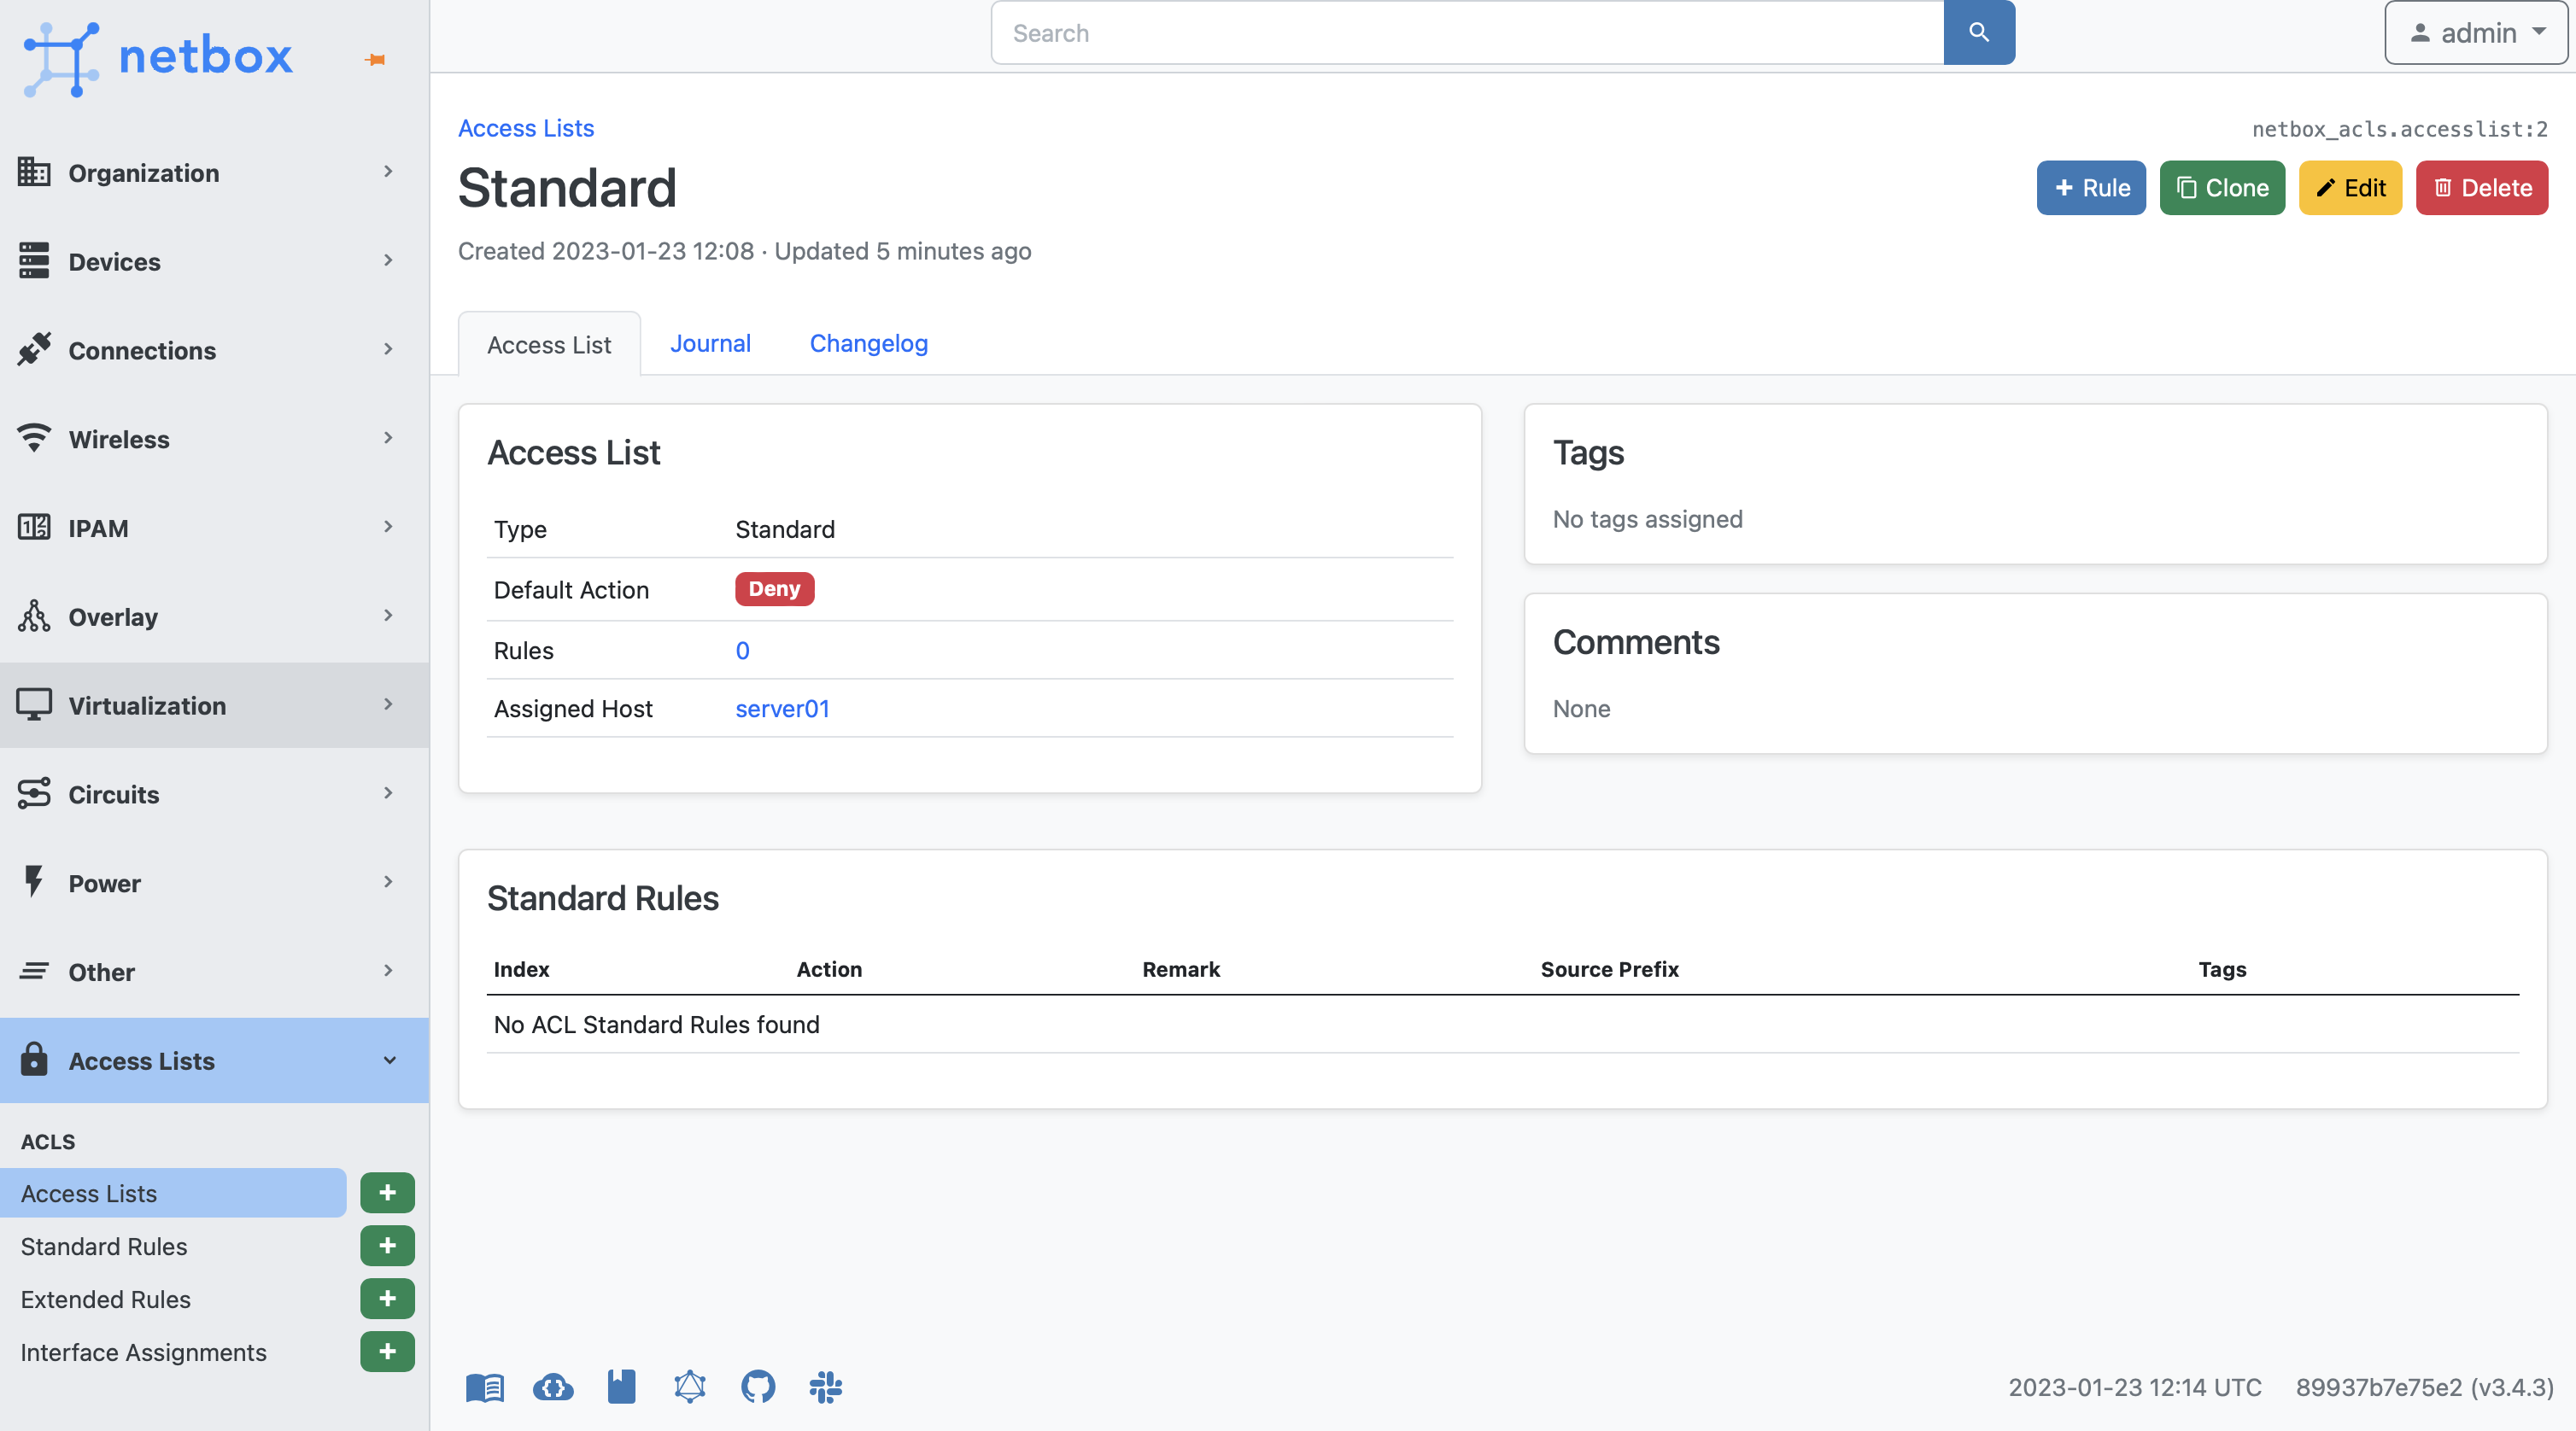 netbox
Search
admin
Organization
Devices
Connections
Wireless
IPAM
Overlay
Virtualization
Circuits
Power
Other
Access Lists
ACLS
Access Lists
Standard Rules
Extended Rules
Interface Assignments
Access Lists
netbox_acls.accesslist:2
Standard
Rule
Clone
Edit
Delete
Created 2023-01-23 12:08 · Updated 5 minutes ago
Access List
Journal
Changelog
Access List
Type Standard
Default Action Deny
Rules 0
Assigned Host server01
Tags
No tags assigned
Comments
None
Standard Rules
Index Action Remark Source Prefix Tags
No ACL Standard Rules found
2023-01-23 12:14 UTC 89937b7e75e2 (v3.4.3)